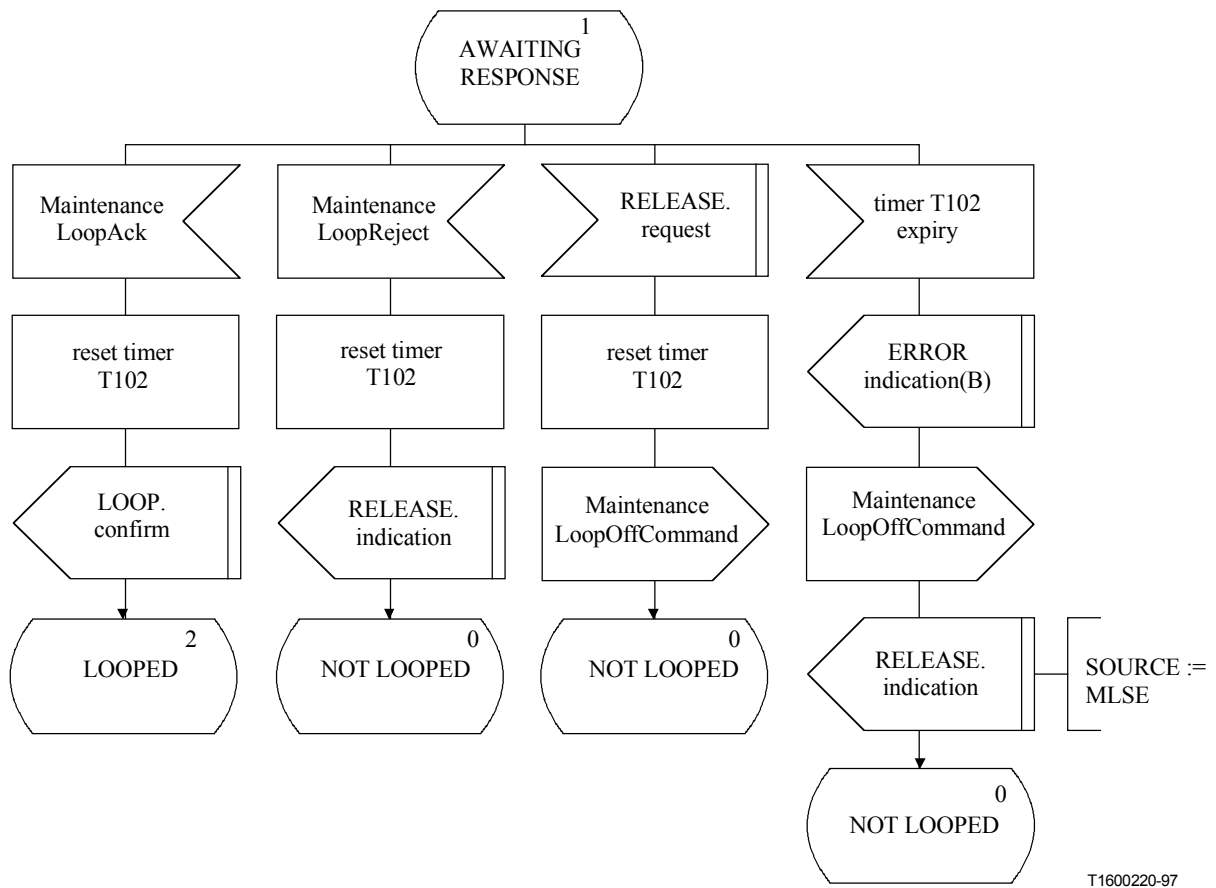 1
AWAITING
RESPONSE
Maintenance
LoopAck
Maintenance
LoopReject
RELEASE.
request
timer T102
expiry
reset timer
T102
reset timer
T102
reset timer
T102
ERROR
indication(B)
LOOP.
confirm
RELEASE.
indication
Maintenance
LoopOffCommand
Maintenance
LoopOffCommand
2
LOOPED
0
NOT LOOPED
0
NOT LOOPED
RELEASE.
indication
SOURCE :=
MLSE
0
NOT LOOPED
T1600220-97